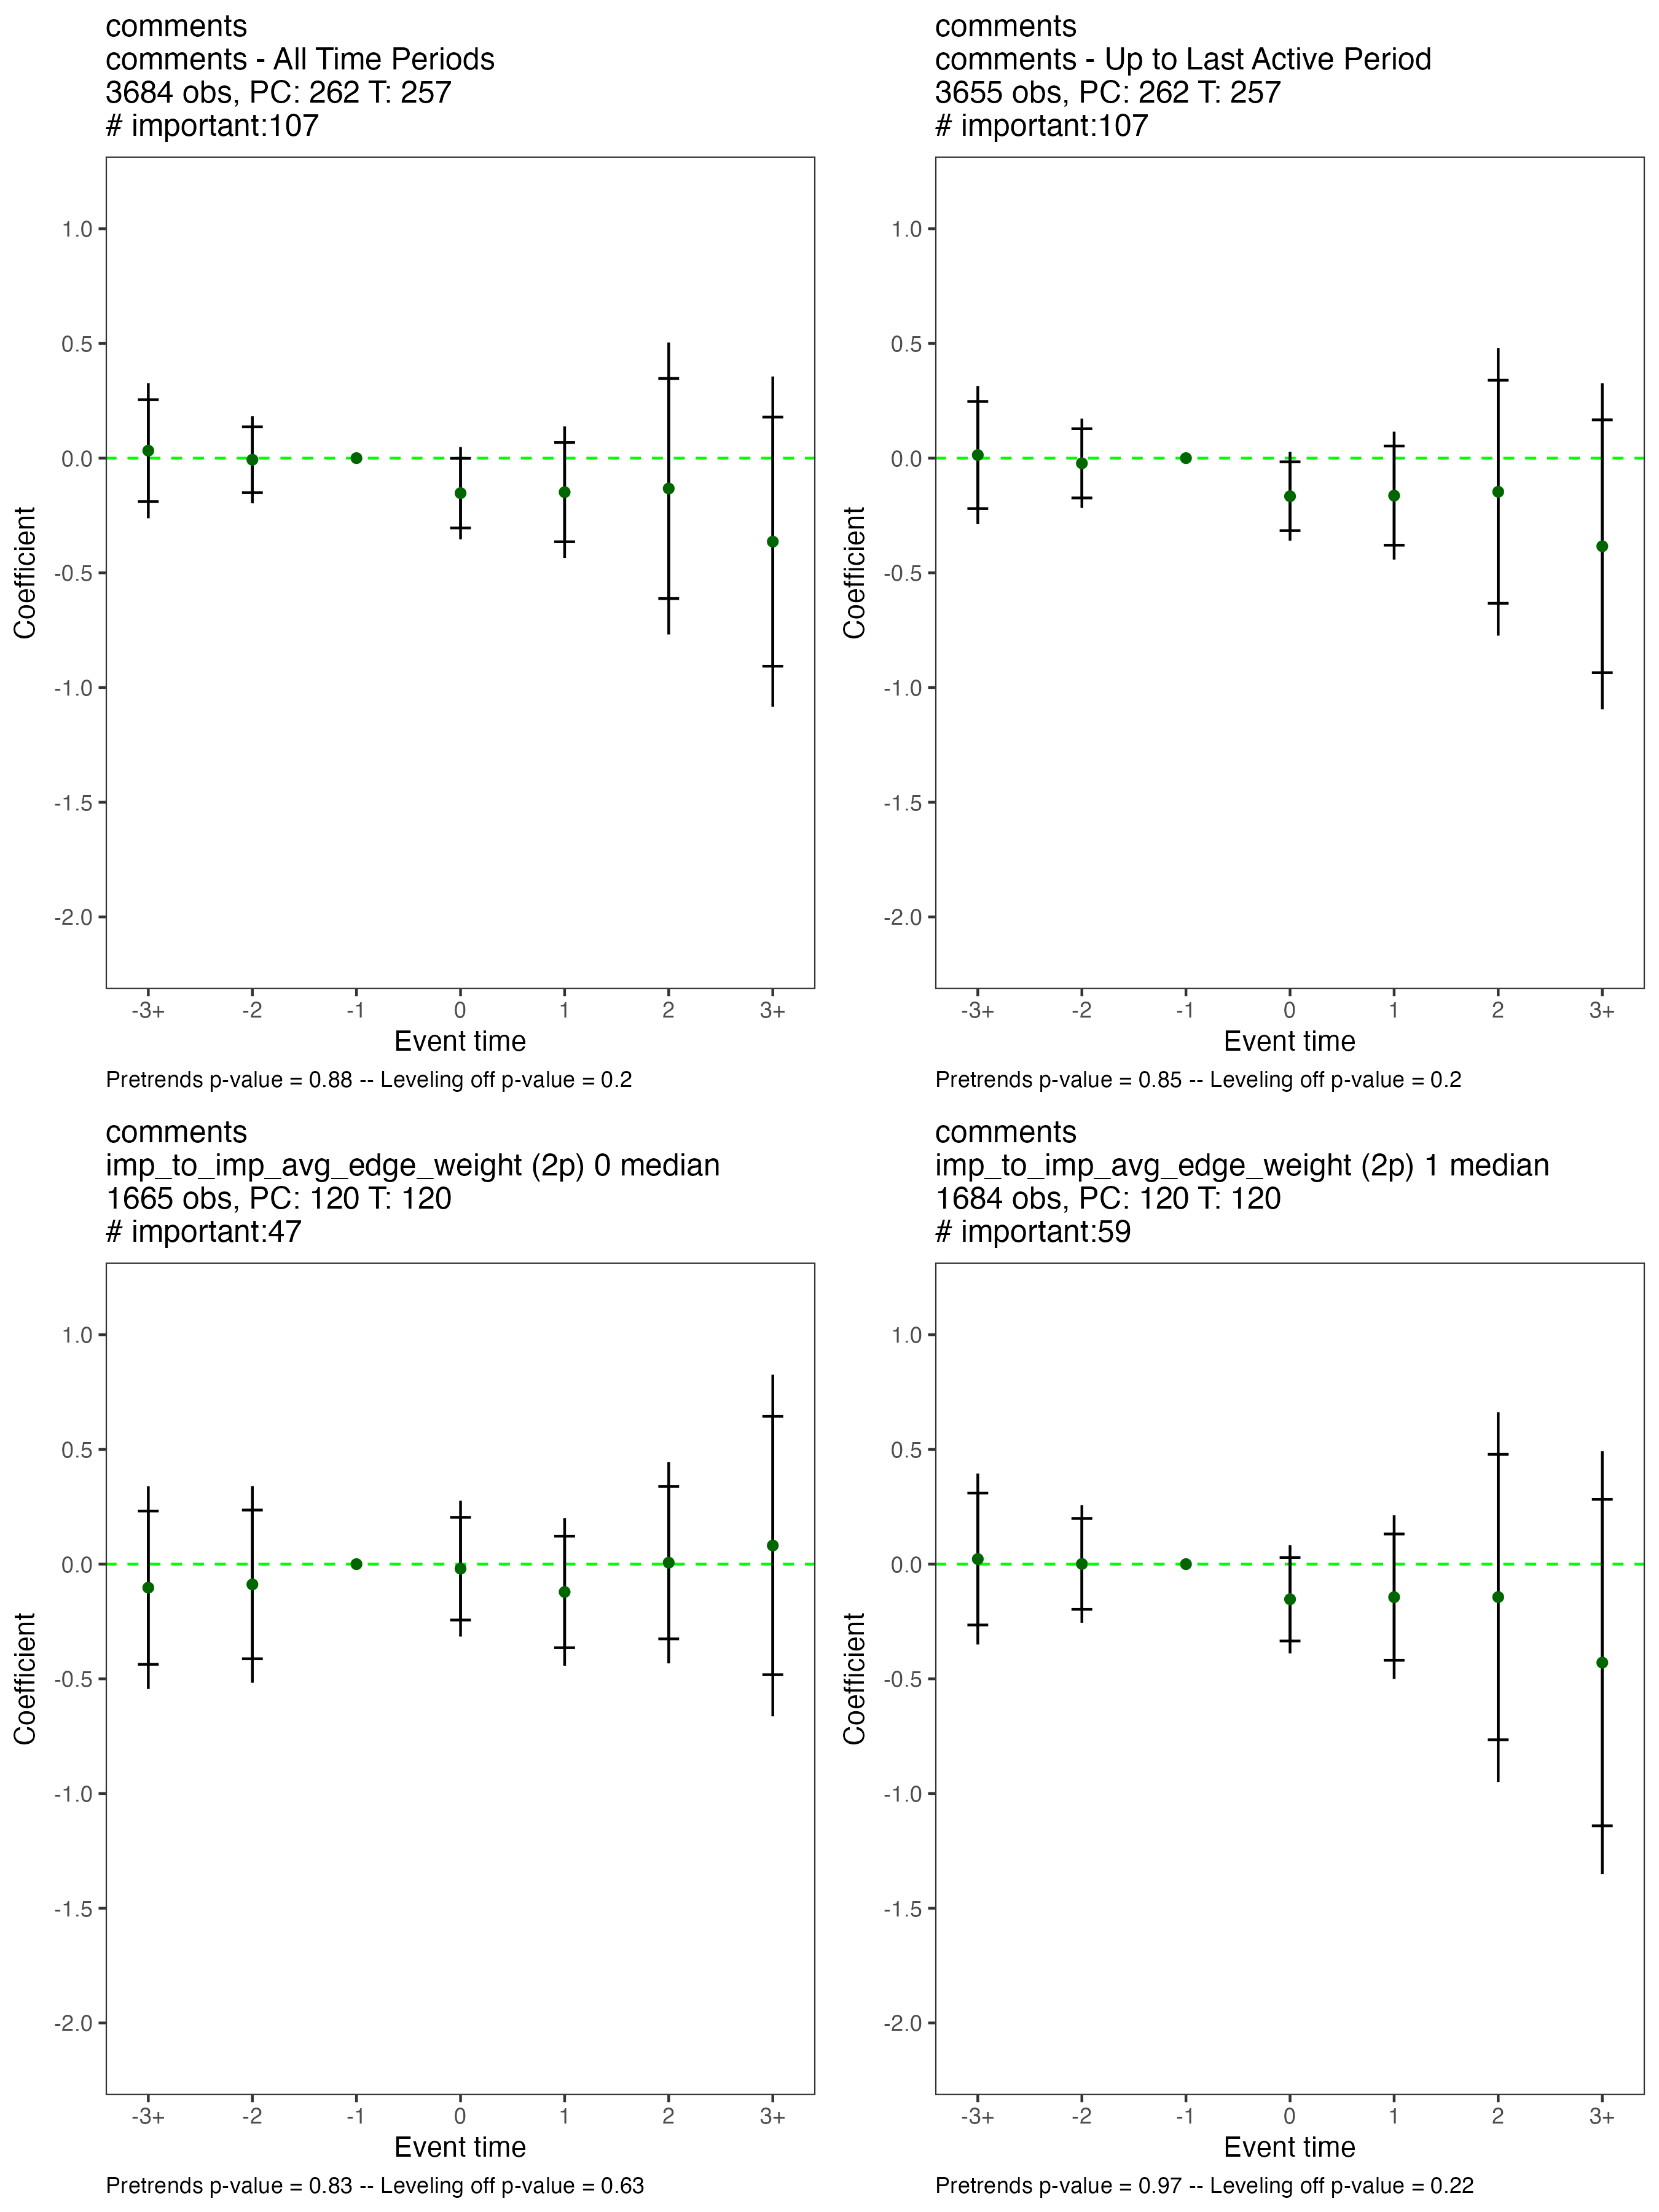 comments
comments - All Time Periods
3684 obs, PC: 262 T: 257
# important:107
1.0
0.5
0.0
-0.5
-1.0
-1.5
-2.0
Coefficient
-3+ -2 -1 0 1 2 3+
Event time
Pretrends p-value = 0.88 -- Leveling off p-value = 0.2
comments
comments - Up to Last Active Period
3655 obs, PC: 262 T: 257
# important:107
1.0
0.5
0.0
-0.5
-1.0
-1.5
-2.0
Coefficient
-3+ -2 -1 0 1 2 3+
Event time
Pretrends p-value = 0.85 -- Leveling off p-value = 0.2
comments
imp_to_imp_avg_edge_weight (2p) 0 median
1665 obs, PC: 120 T: 120
# important:47
1.0
0.5
0.0
-0.5
-1.0
-1.5
-2.0
Coefficient
-3+ -2 -1 0 1 2 3+
Event time
Pretrends p-value = 0.83 -- Leveling off p-value = 0.63
comments
imp_to_imp_avg_edge_weight (2p) 1 median
1684 obs, PC: 120 T: 120
# important:59
1.0
0.5
0.0
-0.5
-1.0
-1.5
-2.0
Coefficient
-3+ -2 -1 0 1 2 3+
Event time
Pretrends p-value = 0.97 -- Leveling off p-value = 0.22